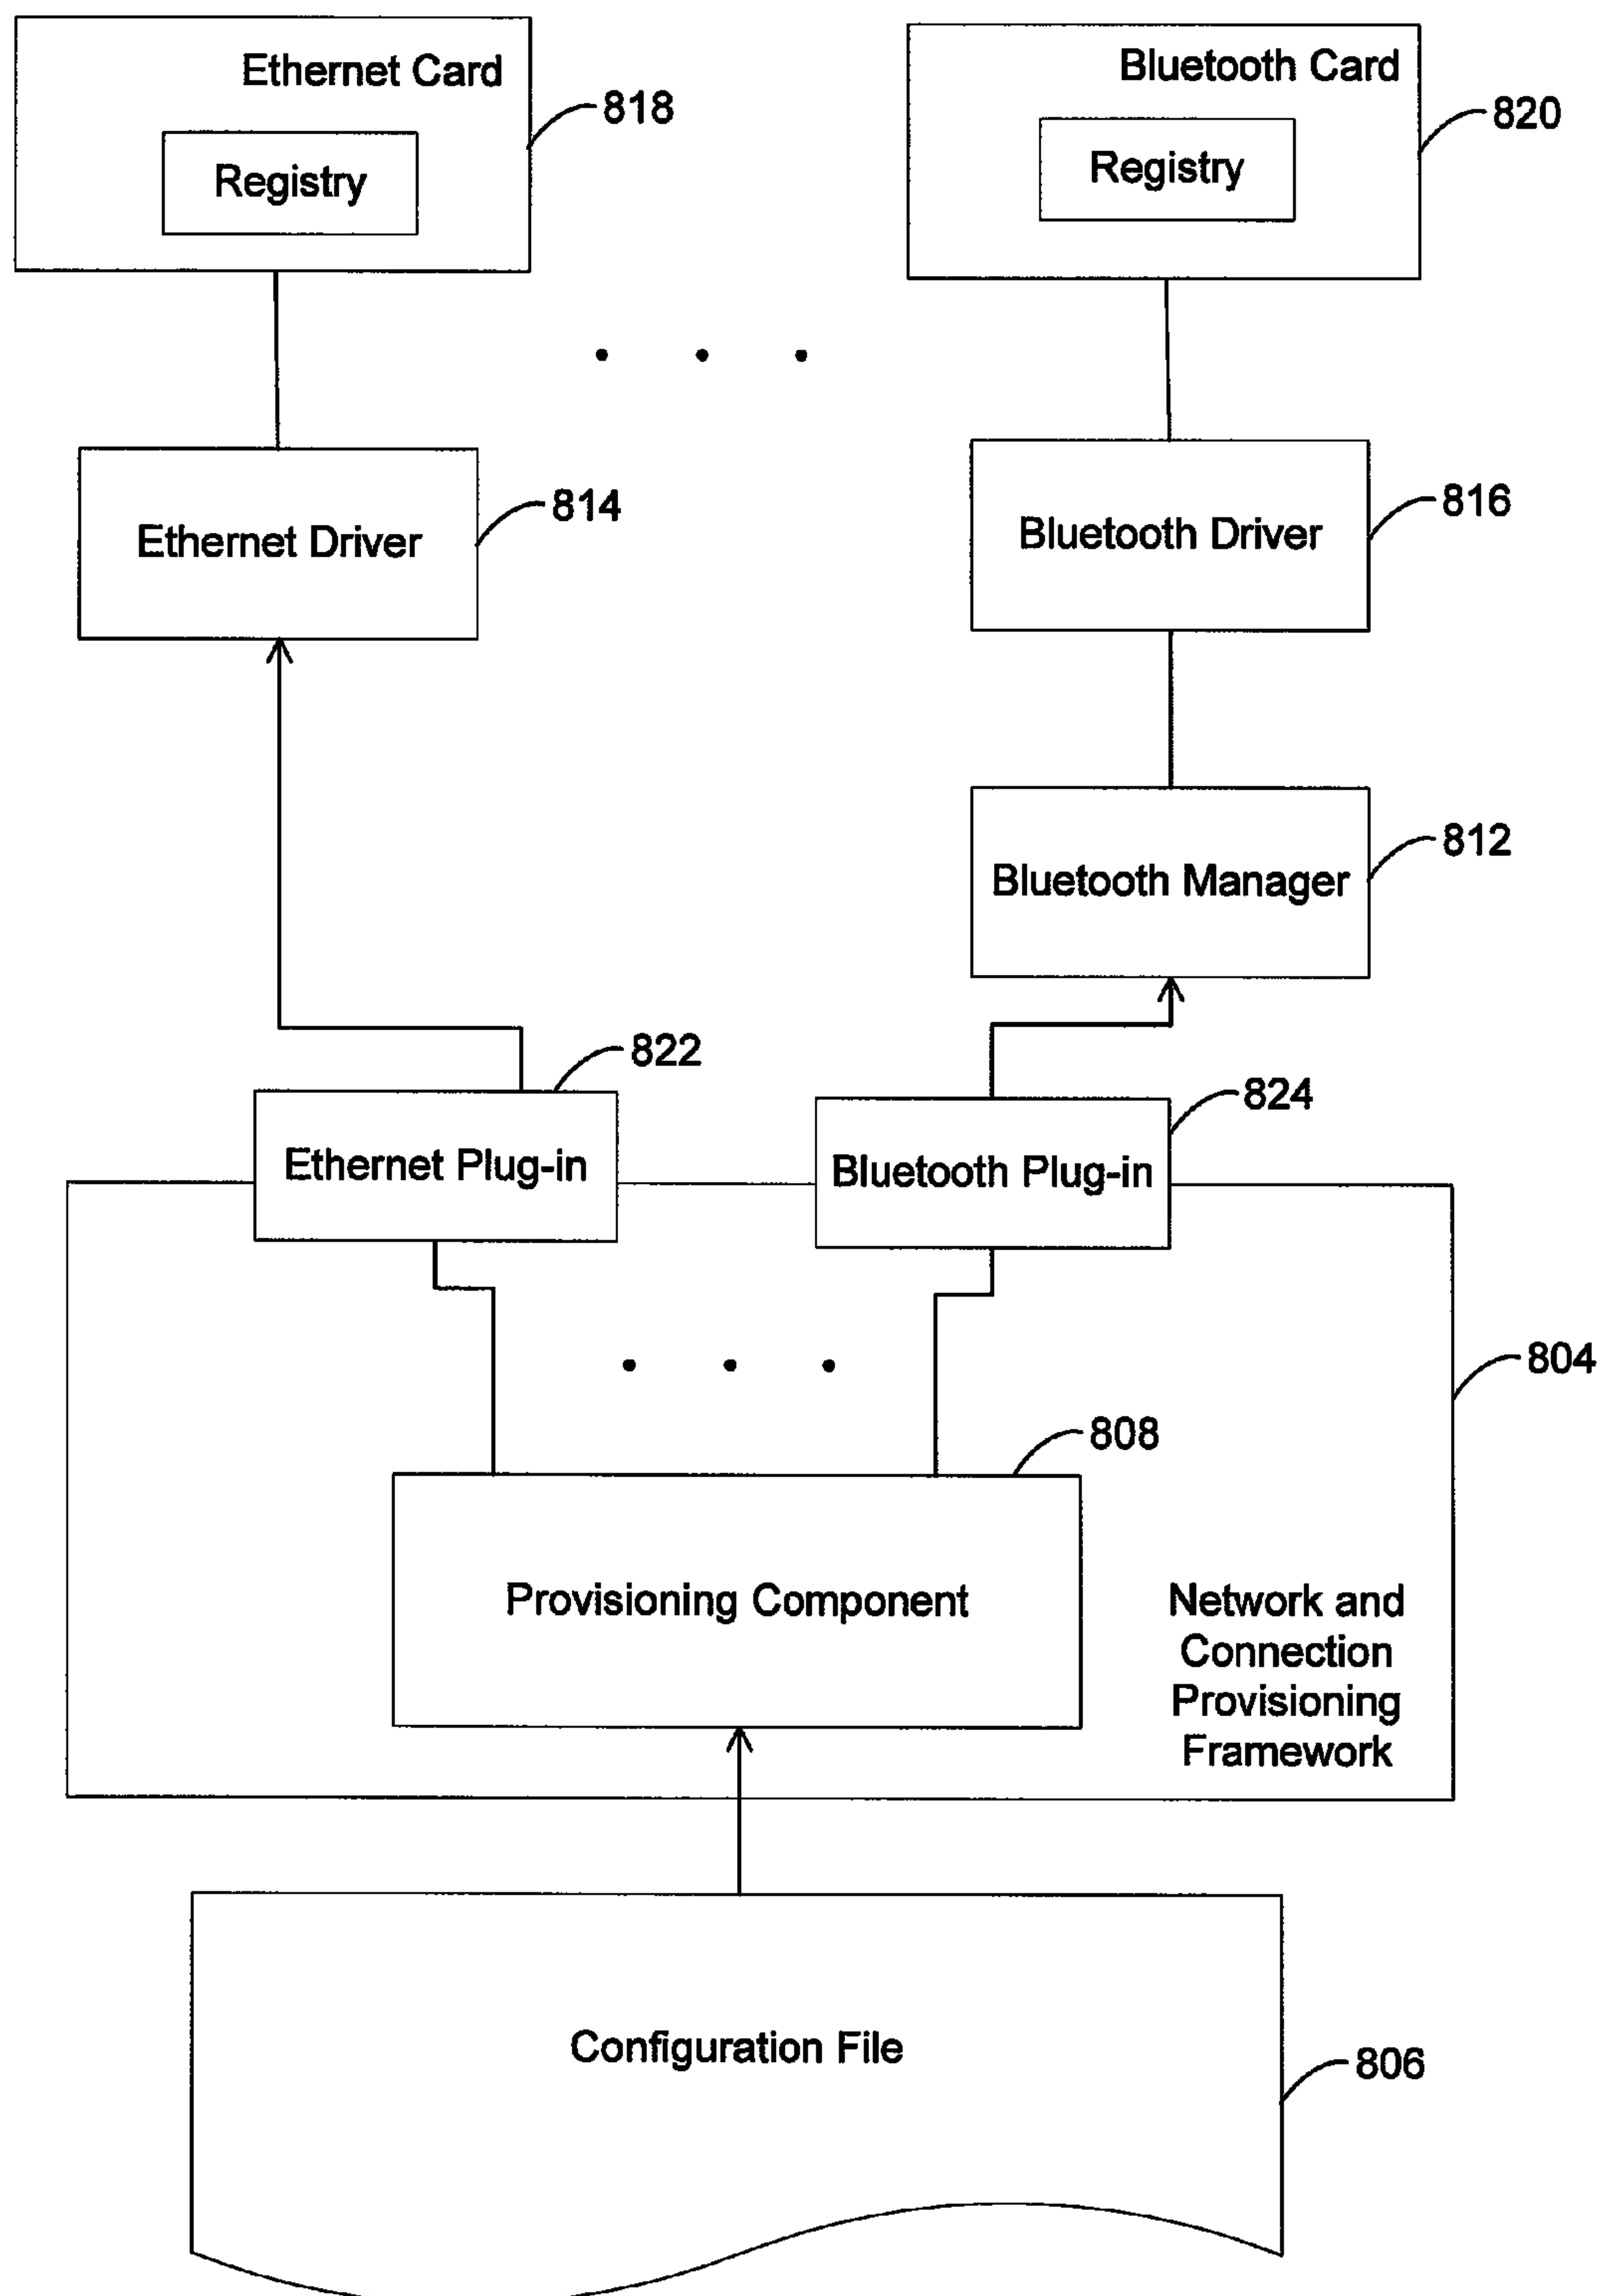 Ethernet Card
818
Registry
Bluetooth Card
820
Registry
Ethernet Driver
814
Bluetooth Driver
816
Bluetooth Manager
812
Ethernet Plug-in
822
Bluetooth Plug-in
824
804
808
Provisioning Component
Network and
Connection
Provisioning
Framework
Configuration File
806